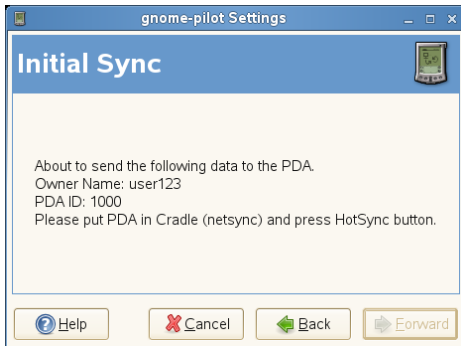 gnome-pilot Settings
Initial Sync
About to send the following data to the PDA.
Owner Name: user123
PDA ID: 1000
Please put PDA in Cradle (netsync) and press HotSync button.
Help Cancel Back Forward